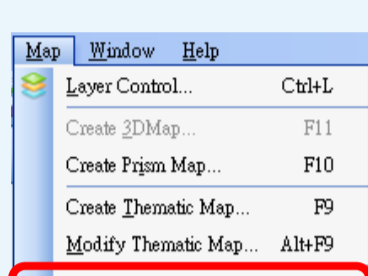 Map Window Help
Layer Control... Ctrl+L
Create 3DMap... F11
Create Prism Map... F10
Create Thematic Map... F9
Modify Thematic Map... Alt+F9